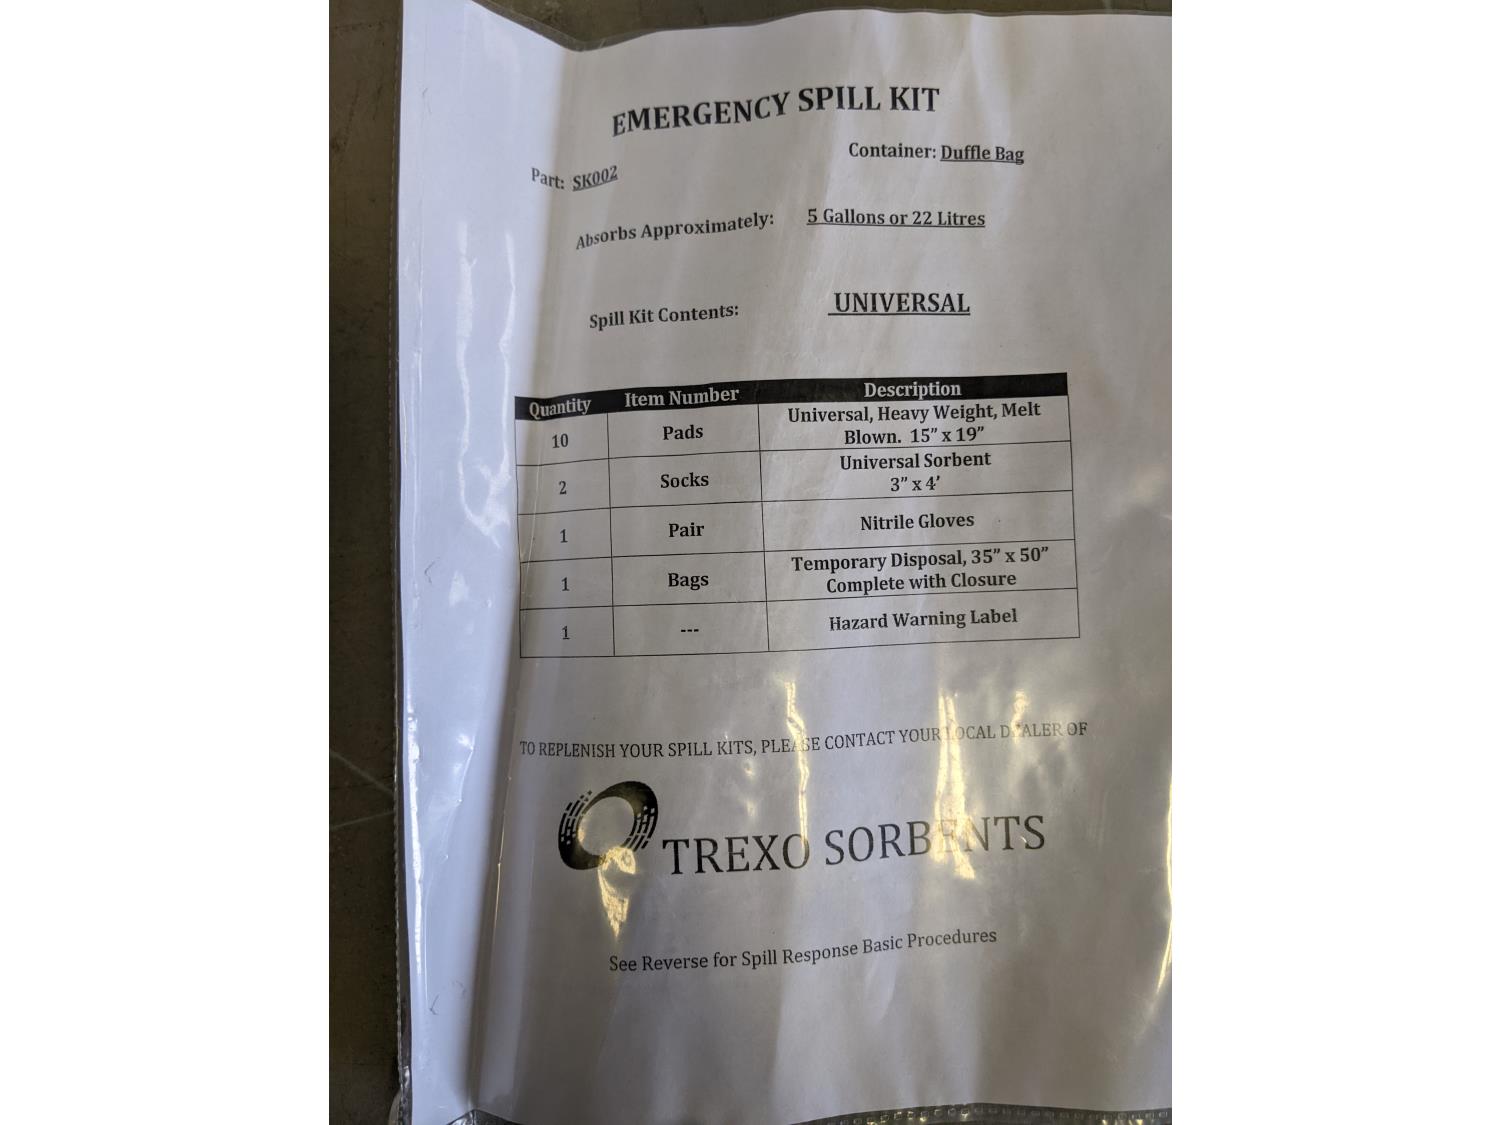 EMERGENCY SPILL KIT
Part: SK002 Container: Duffle Bag
Absorbs Approximately: 5 Gallons or 22 Litres
Spill Kit Contents: UNIVERSAL
Quantity Item Number Description
10 Pads Universal, Heavy Weight, Melt
Blown. 15” x 19”
2 Socks Universal Sorbent
3” x 4’
1 Pair Nitrile Gloves
1 Bags Temporary Disposal, 35” x 50”
Complete with Closure
1 --- Hazard Warning Label
TO REPLENISH YOUR SPILL KITS, PLEASE CONTACT YOUR LOCAL DEALER OF
TREXO SORBENTS
See Reverse for Spill Response Basic Procedures